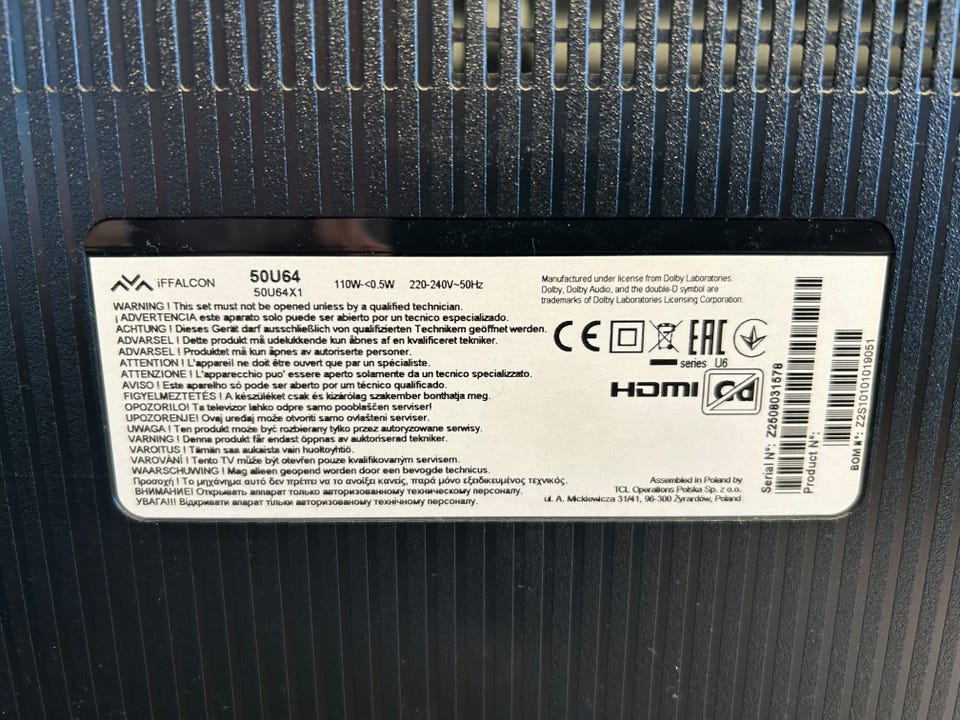 iFFALCON
50U64
50U64X1
110W-<0.5W
220-240V~50Hz
WARNING ! This set must not be opened unless by a qualified technician.
¡ ADVERTENCIA este aparato solo puede ser abierto por un tecnico especializado.
ACHTUNG ! Dieses Gerät darf ausschließlich von qualifizierten Technikern geöffnet werden.
ADVARSEL ! Dette produkt må udelukkende kun åbnes af en kvalificeret tekniker.
ADVARSEL ! Produktet må kun åpnes av autoriserte personer.
ATTENTION ! L'appareil ne doit être ouvert que par un spécialiste.
ATTENZIONE ! L'apparecchio puo' essere aperto solamente da un tecnico specializzato.
AVISO ! Este aparelho só pode ser aberto por um técnico qualificado.
FIGYELMEZTETÉS ! A készüléket csak és kizárólag szakember bonthatja meg.
OPOZORILO! Ta televizor lahko odpre samo pooblaščen serviser!
UPOZORENJE! Ovaj uređaj može otvoriti samo ovlašteni serviser.
UWAGA ! Ten produkt może być rozbierany tylko przez autoryzowane serwisy.
VARNING ! Denna produkt får endast öppnas av auktoriserad tekniker.
VAROITUS ! Tämän saa aukaista vain huoltoyhtiö.
VAROVÁNÍ ! Tento TV může být otevřen pouze kvalifikovaným servisem.
WAARSCHUWING ! Mag alleen geopend worden door een bevoegde technicus.
Προσοχή ! Το μηχάνημα αυτό δεν πρέπει να το ανοίξει κανείς, παρά μόνο εξειδικευμένος τεχνικός.
ВНИМАНИЕ! Открывать аппарат только авторизованному техническому персоналу.
УВАГА!!! Відкривати апарат тільки авторизованому технічному персоналу.
Manufactured under license from Dolby Laboratories.
Dolby, Dolby Audio, and the double-D symbol are
trademarks of Dolby Laboratories Licensing Corporation.
CE EAC
series U6
HDMI Cd
Assembled in Poland by
TCL Operations Polska Sp. z o.o.
ul. A. Mickiewicza 31/41, 96-300 Żyrardów, Poland
Serial Nº: Z2508031578
Product Nº:
BOM Nº: Z2S10101019051